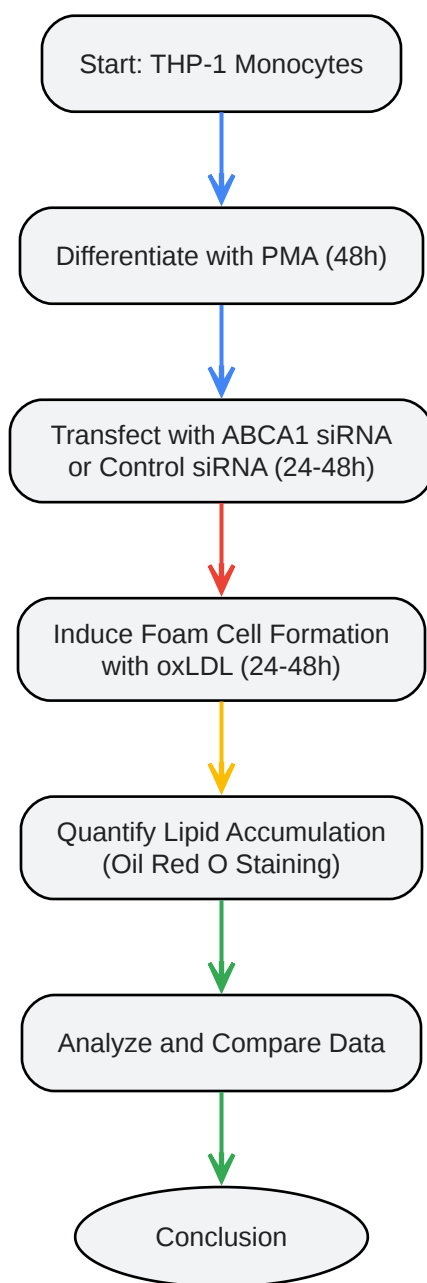 Start: THP-1 Monocytes
Differentiate with PMA (48h)
Transfect with ABCA1 siRNA
or Control siRNA (24-48h)
Induce Foam Cell Formation
with oxLDL (24-48h)
Quantify Lipid Accumulation
(Oil Red O Staining)
Analyze and Compare Data
Conclusion